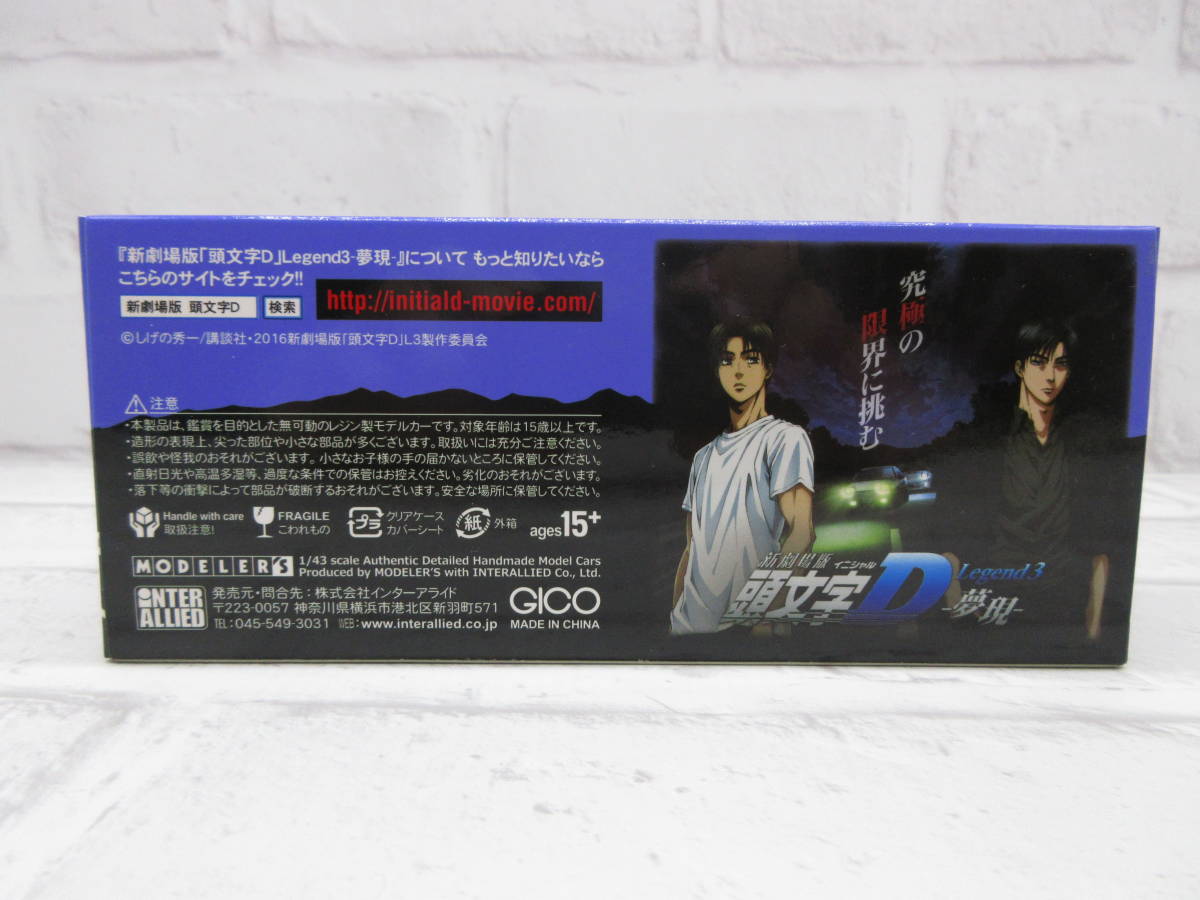 『新劇場版「頭文字D」Legend3-夢現-』について もっと知りたいなら
こちらのサイトをチェック!!
新劇場版 頭文字D 検索 http://initiald-movie.com/
©しげの秀一/講談社・2016新劇場版「頭文字D」L3製作委員会
注意
・本製品は、鑑賞を目的とした無可動のレジン製モデルカーです。対象年齢は15歳以上です。
・造形の表現上、尖った部位や小さな部品が多くございます。取扱いには充分ご注意ください。
・誤飲や怪我のおそれがございます。 小さなお子様の手の届かないところに保管してください。
・直射日光や高温多湿等、過度な条件での保管はお控えください。劣化のおそれがございます。
・落下等の衝撃によって部品が破断するおそれがございます。安全な場所に保管してください。
Handle with care
取扱注意!
FRAGILE
こわれもの
プラ
クリアケース
カバーシート
紙
外箱
ages15+
MODELER'S
1/43 scale Authentic Detailed Handmade Model Cars
Produced by MODELER'S with INTERALLIED Co., Ltd.
INTER
ALLIED
発売元・問合先：株式会社インターアライド
〒223-0057 神奈川県横浜市港北区新羽町571
TEL:045-549-3031 WEB:www.interallied.co.jp
GICO
MADE IN CHINA
究極の
限界に挑む
新劇場版
イニシャル
頭文字D
Legend3
-夢現-